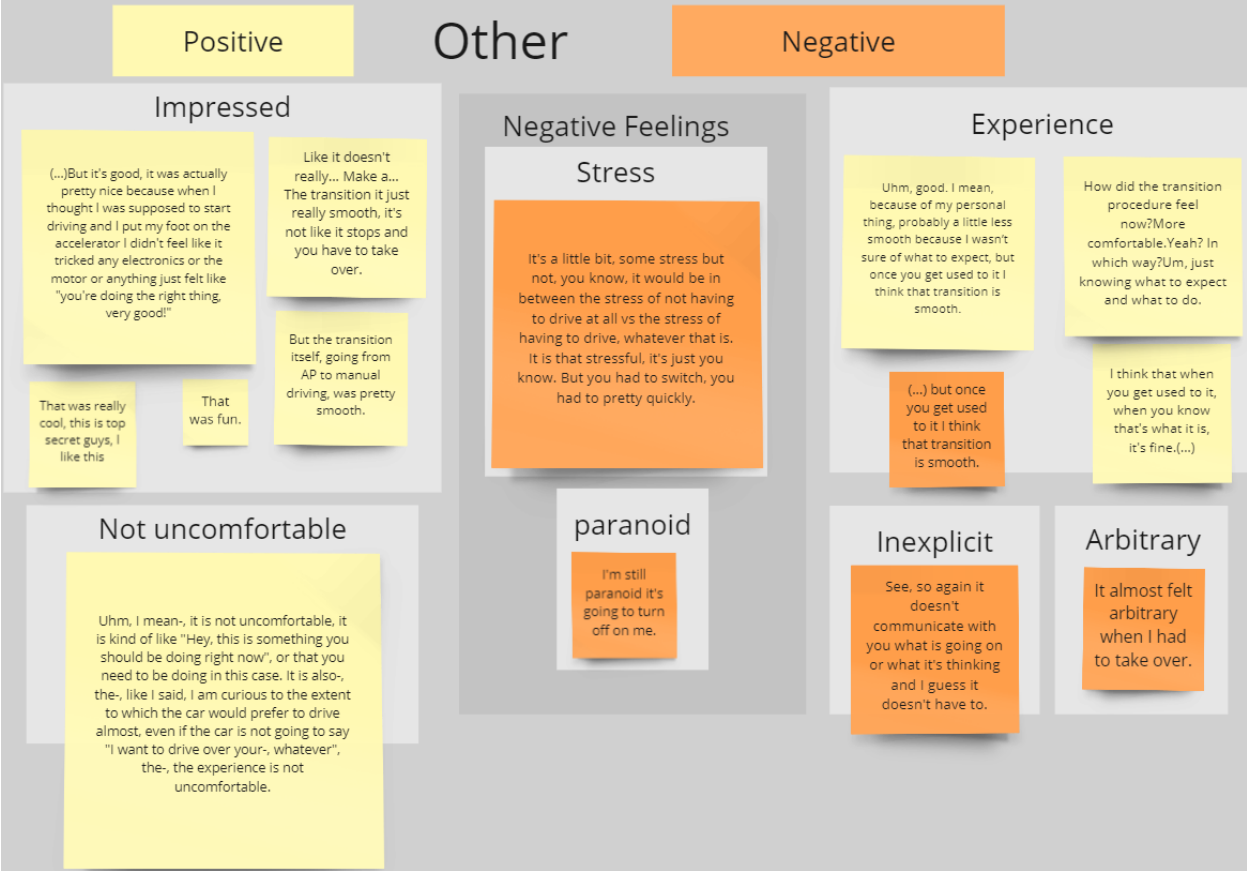 Positive
Other
Negative
Impressed
(...)But it's good, it was actually
pretty nice because when I
thought I was supposed to start
driving and I put my foot on the
accelerator I didn't feel like it
tricked any electronics or the
motor or anything just felt like
"you're doing the right thing,
very good!"
Like it doesn't
really... Make a...
The transition it just
really smooth, it's
not like it stops and
you have to take
over.
But the transition
itself, going from
AP to manual
driving, was pretty
smooth.
That was really
cool, this is top
secret guys, I
like this
That
was fun.
Not uncomfortable
Uhm, I mean-, it is not uncomfortable, it
is kind of like "Hey, this is something you
should be doing right now", or that you
need to be doing in this case. It is also-,
the-, like I said, I am curious to the extent
to which the car would prefer to drive
almost, even if the car is not going to say
"I want to drive over your-, whatever",
the-, the experience is not
uncomfortable.
Negative Feelings
Stress
It's a little bit, some stress but
not, you know, it would be in
between the stress of not having
to drive at all vs the stress of
having to drive, whatever that is.
It is that stressful, it's just you
know. But you had to switch, you
had to pretty quickly.
paranoid
I'm still
paranoid it's
going to turn
off on me.
Experience
Uhm, good. I mean,
because of my personal
thing, probably a little less
smooth because I wasn't
sure of what to expect, but
once you get used to it I
think that transition is
smooth.
How did the transition
procedure feel
now?More
comfortable.Yeah? In
which way?Um, just
knowing what to expect
and what to do.
(...) but once
you get used
to it I think
that transition
is smooth.
I think that when
you get used to it,
when you know
that's what it is,
it's fine.(...)
Inexplicit
See, so again it
doesn't
communicate with
you what is going on
or what it's thinking
and I guess it
doesn't have to.
Arbitrary
It almost felt
arbitrary
when I had
to take over.